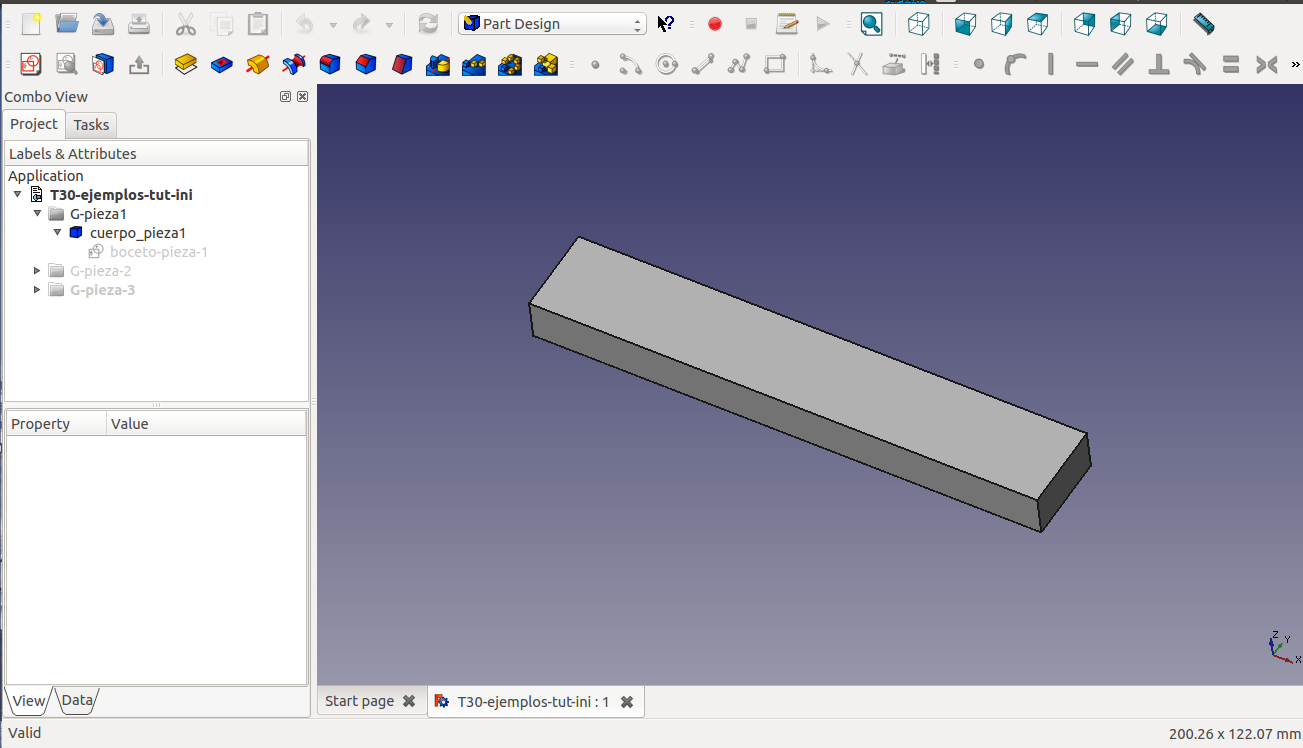 Part Design
Combo View
Project Tasks
Labels & Attributes
Application
T30-ejemplos-tut-ini
G-pieza1
cuerpo_pieza1
boceto-pieza-1
G-pieza-2
G-pieza-3
Property Value
Z
Y
X
View Data
Start page
T30-ejemplos-tut-ini : 1
Valid
200.26 x 122.07 mm